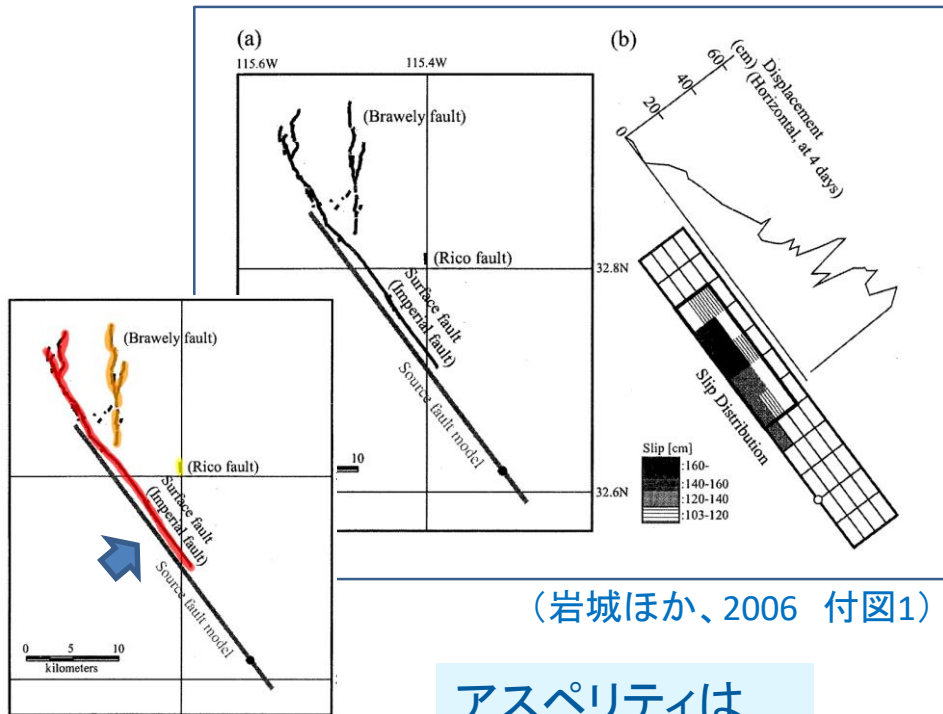 (a)
115.6W
115.4W
(Brawely fault)
(Rico fault)
32.8N
Surface fault
(Imperial fault)
Source fault model
10
32.6N
(b)
0
20
40
60
(cm)
Displacement
(Horizontal, at 4 days)
Slip Distribution
Slip [cm]
:160-
:140-160
:120-140
:103-120
(Brawely fault)
(Rico fault)
Surface fault
(Imperial fault)
Source fault model
0 5 10
kilometers
(岩城ほか、2006 付図1)
アスペリティは